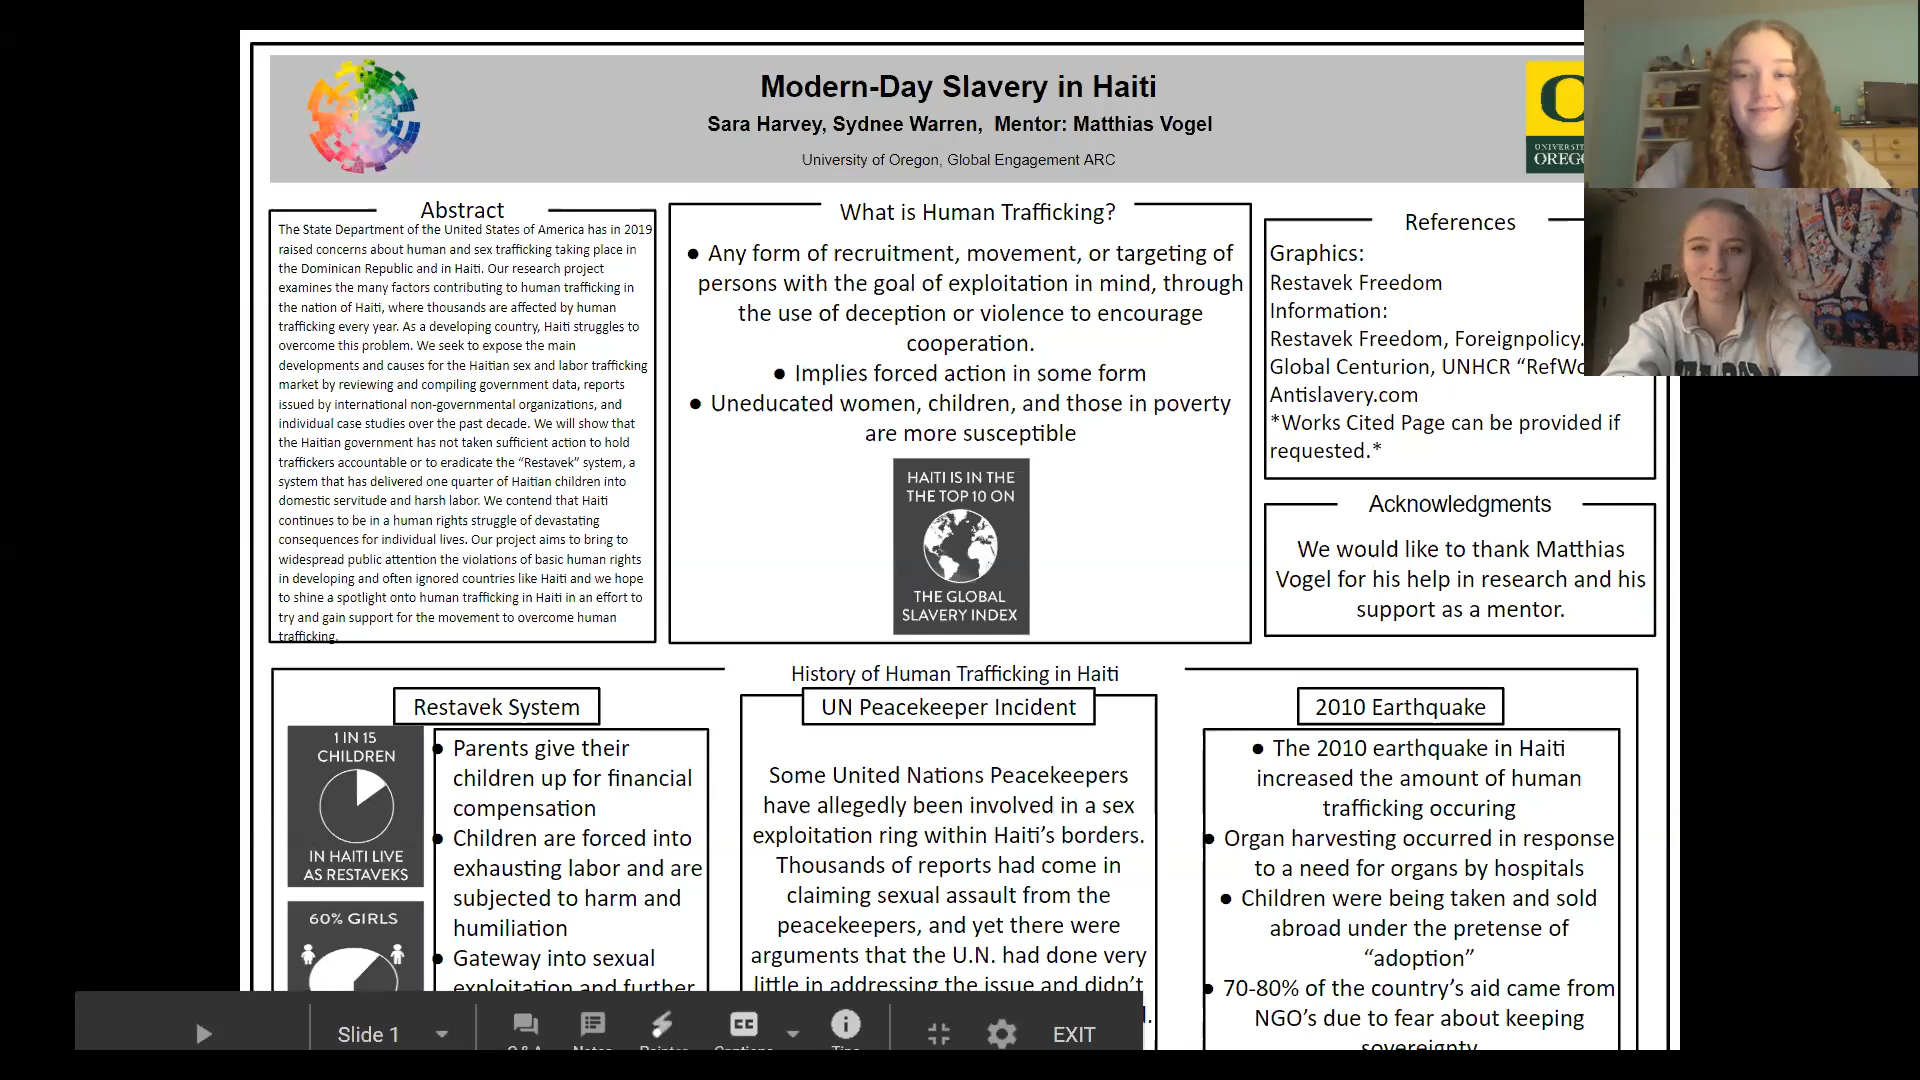 Modern-Day Slavery in Haiti
Sara Harvey, Sydnee Warren, Mentor: Matthias Vogel
University of Oregon, Global Engagement ARC
O
UNIVERSIT
OREG
Abstract
The State Department of the United States of America has in 2019
raised concerns about human and sex trafficking taking place in
the Dominican Republic and in Haiti. Our research project
examines the many factors contributing to human trafficking in
the nation of Haiti, where thousands are affected by human
trafficking every year. As a developing country, Haiti struggles to
overcome this problem. We seek to expose the main
developments and causes for the Haitian sex and labor trafficking
market by reviewing and compiling government data, reports
issued by international non-governmental organizations, and
individual case studies over the past decade. We will show that
the Haitian government has not taken sufficient action to hold
traffickers accountable or to eradicate the “Restavek” system, a
system that has delivered one quarter of Haitian children into
domestic servitude and harsh labor. We contend that Haiti
continues to be in a human rights struggle of devastating
consequences for individual lives. Our project aims to bring to
widespread public attention the violations of basic human rights
in developing and often ignored countries like Haiti and we hope
to shine a spotlight onto human trafficking in Haiti in an effort to
try and gain support for the movement to overcome human
trafficking.
What is Human Trafficking?
● Any form of recruitment, movement, or targeting of
persons with the goal of exploitation in mind, through
the use of deception or violence to encourage
cooperation.
● Implies forced action in some form
● Uneducated women, children, and those in poverty
are more susceptible
HAITI IS IN THE
THE TOP 10 ON
THE GLOBAL
SLAVERY INDEX
References
Graphics:
Restavek Freedom
Information:
Restavek Freedom, Foreignpolicy.
Global Centurion, UNHCR “RefWo
Antislavery.com
*Works Cited Page can be provided if
requested.*
Acknowledgments
We would like to thank Matthias
Vogel for his help in research and his
support as a mentor.
History of Human Trafficking in Haiti
Restavek System
1 IN 15
CHILDREN
IN HAITI LIVE
AS RESTAVEKS
60% GIRLS
● Parents give their
children up for financial
compensation
● Children are forced into
exhausting labor and are
subjected to harm and
humiliation
● Gateway into sexual
exploitation and further
UN Peacekeeper Incident
Some United Nations Peacekeepers
have allegedly been involved in a sex
exploitation ring within Haiti’s borders.
Thousands of reports had come in
claiming sexual assault from the
peacekeepers, and yet there were
arguments that the U.N. had done very
little in addressing the issue and didn’t
2010 Earthquake
● The 2010 earthquake in Haiti
increased the amount of human
trafficking occuring
● Organ harvesting occurred in response
to a need for organs by hospitals
● Children were being taken and sold
abroad under the pretense of
“adoption”
● 70-80% of the country’s aid came from
NGO’s due to fear about keeping
sovereignty
Slide 1
Q & A
Notes
Pointer
CC
Captions
Tips
EXIT